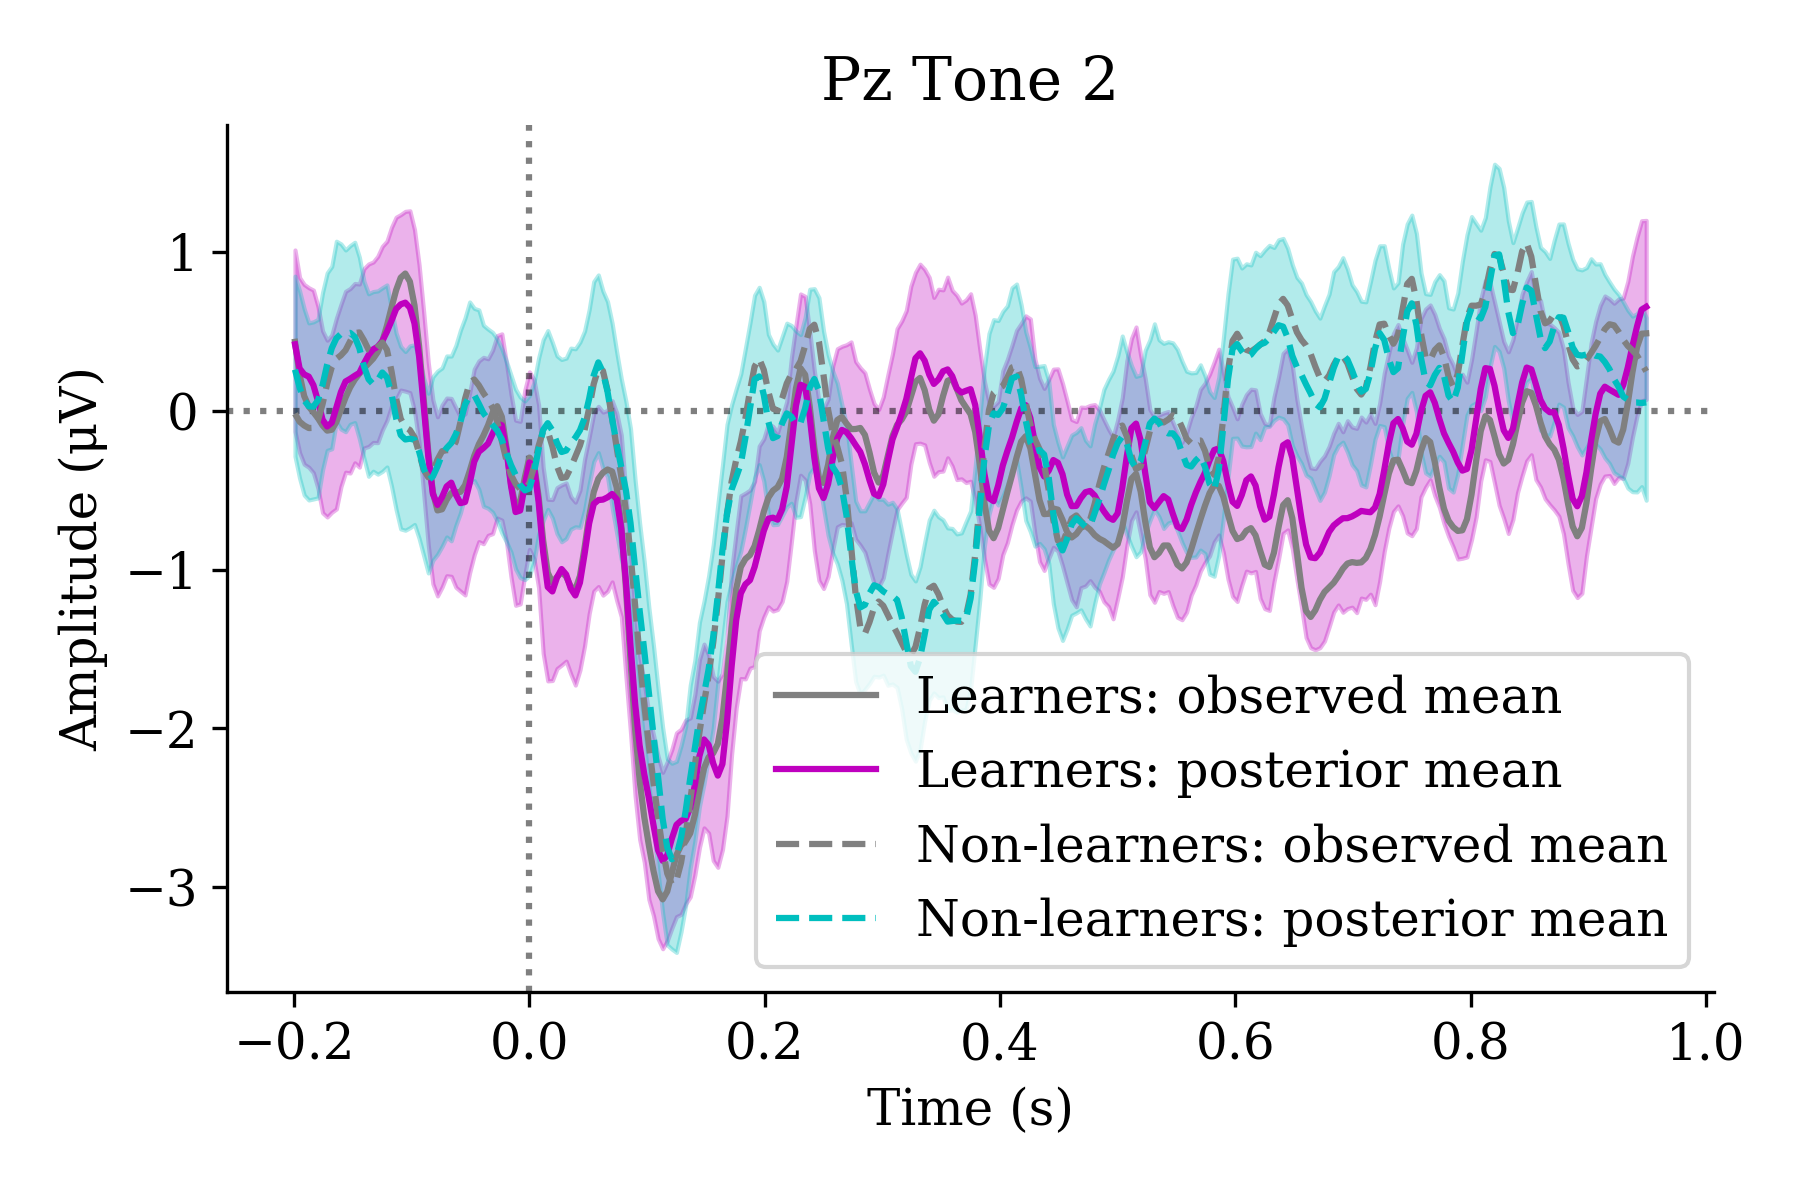 Pz Tone 2
Amplitude (µV)
1
0
−1
−2
−3
Learners: observed mean
Learners: posterior mean
Non-learners: observed mean
Non-learners: posterior mean
−0.2 0.0 0.2 0.4 0.6 0.8 1.0
Time (s)